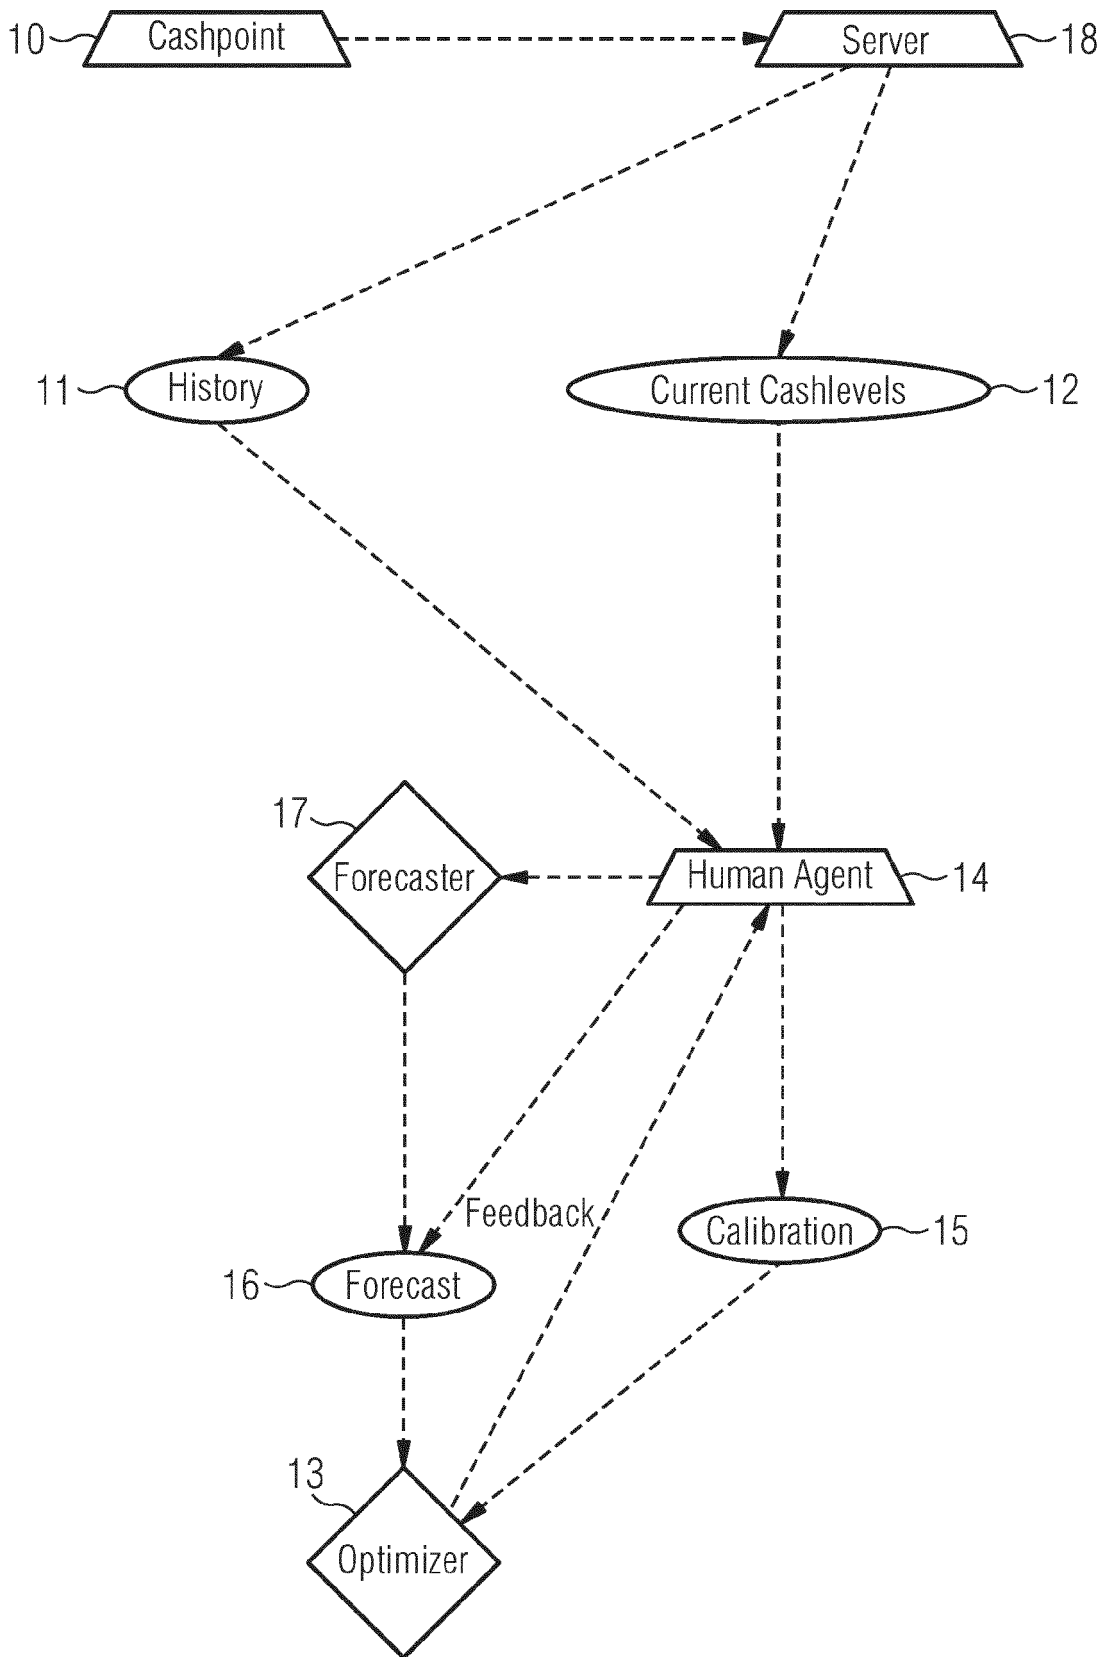 10
Cashpoint
Server
18
11
History
Current Cashlevels
12
17
Forecaster
Human Agent
14
Feedback
Calibration
15
16
Forecast
13
Optimizer